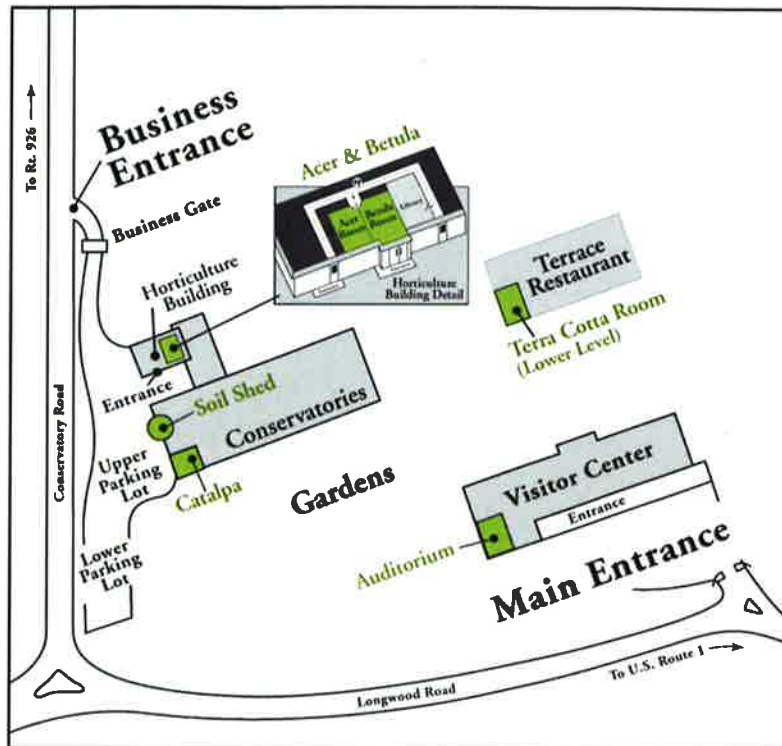 To Rt. 926
Business
Entrance
Business Gate
Acer & Betula
Acer
Room
Betula
Room
Library
Horticulture
Building Detail
Horticulture
Building
Entrance
Terrace
Restaurant
Terra Cotta Room
(Lower Level)
Soil Shed
Conservatories
Upper
Parking
Lot
Catalpa
Gardens
Conservatory Road
Visitor Center
Entrance
Auditorium
Lower
Parking
Lot
Main Entrance
To U.S. Route 1
Longwood Road